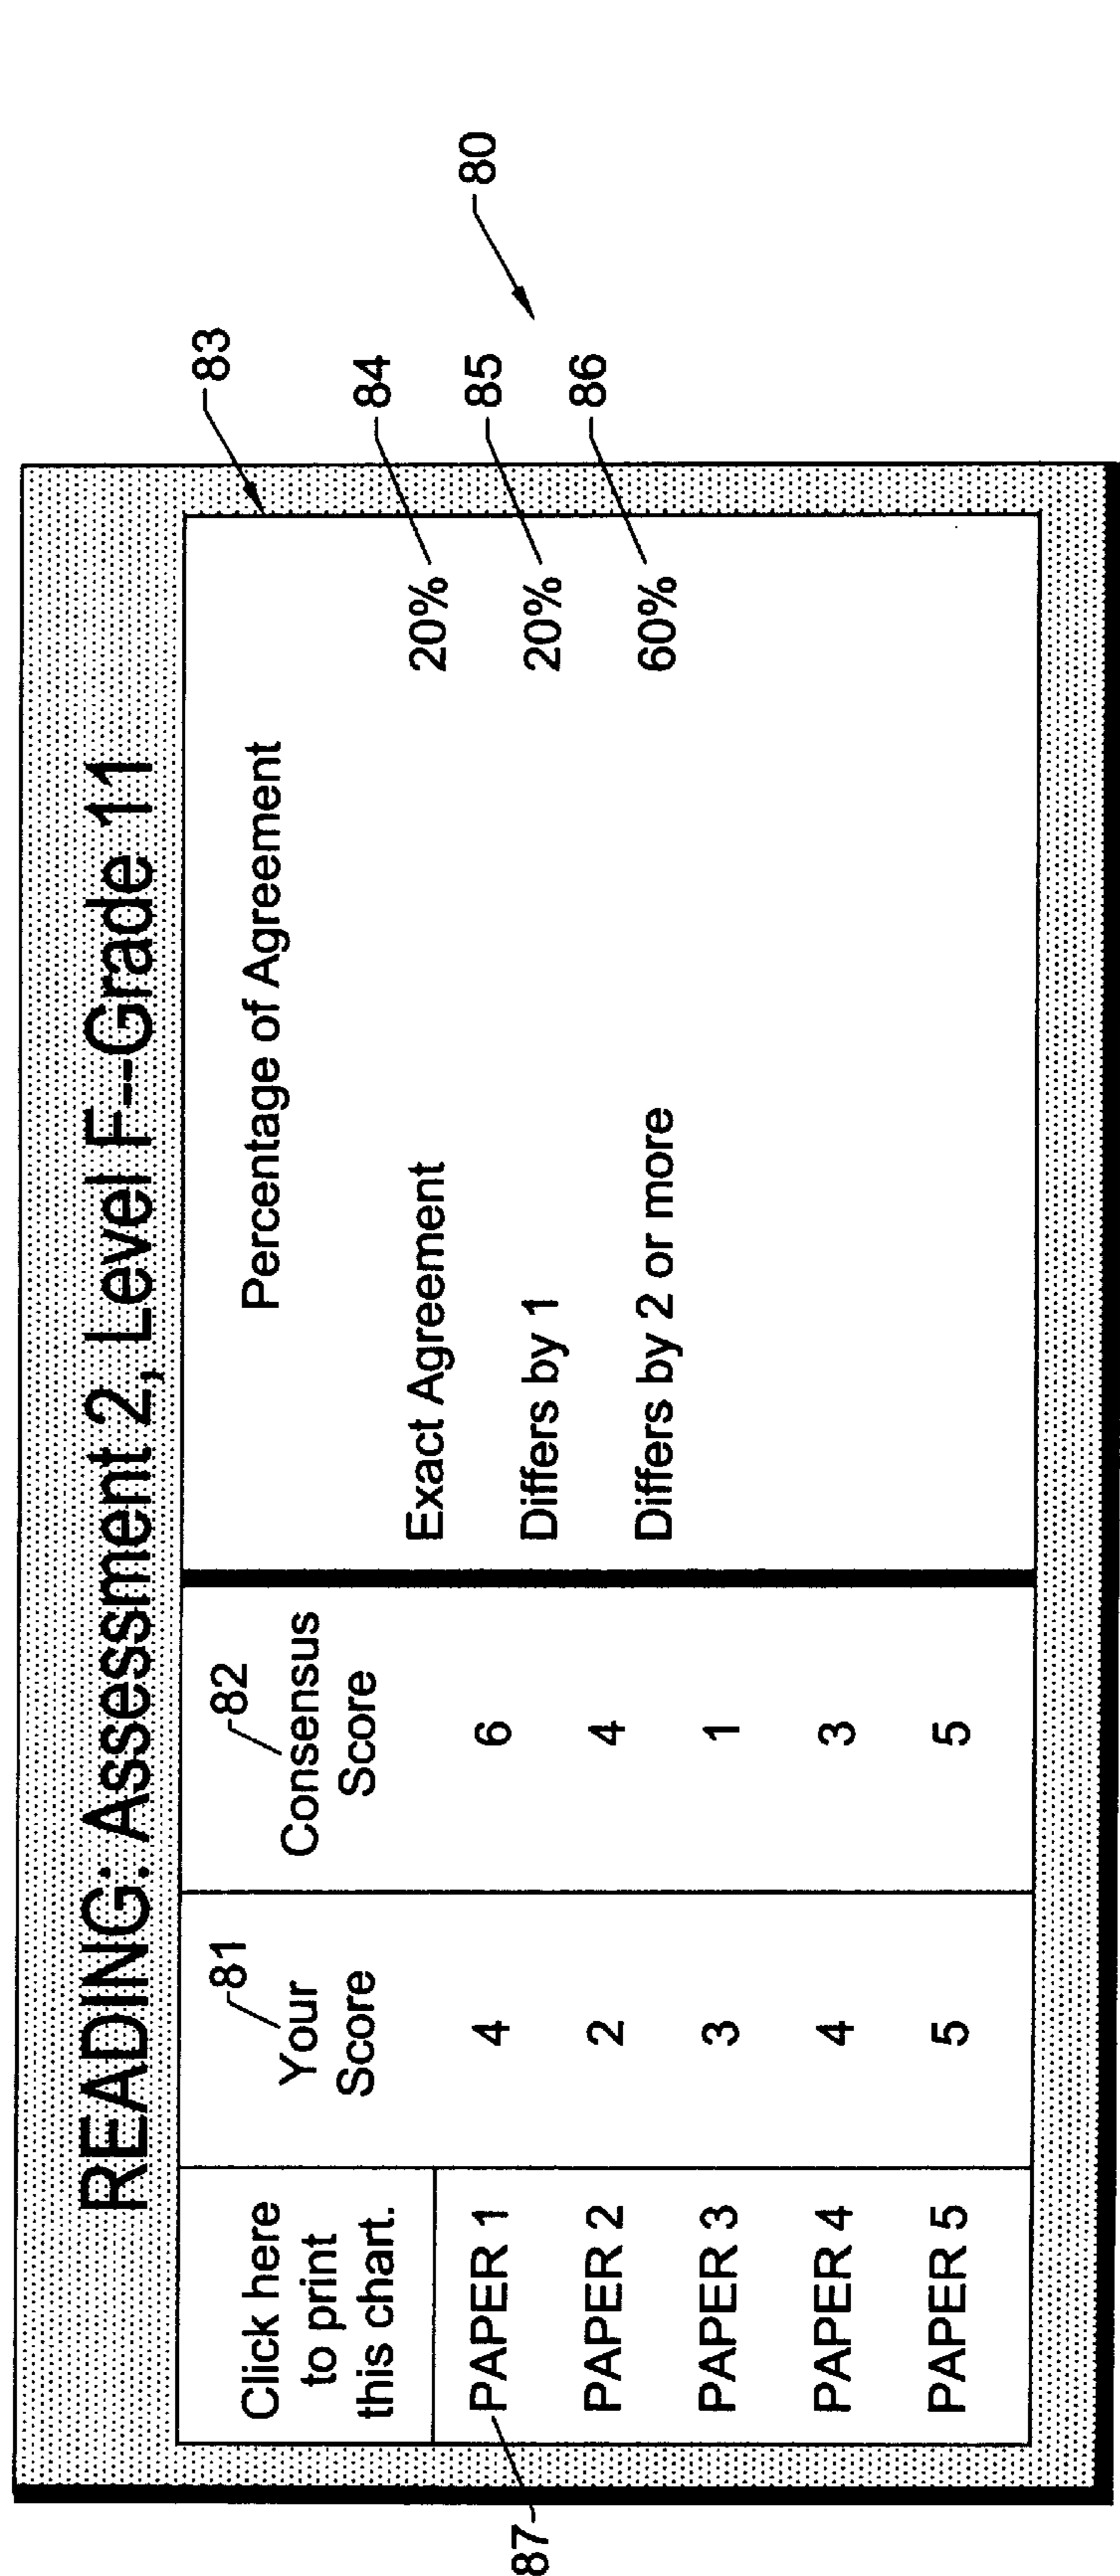 READING: Assessment 2, Level F--Grade 11
Click here
to print
this chart.
81
Your
Score
82
Consensus
Score
Percentage of Agreement
83
87
PAPER 1 4 6
PAPER 2 2 4
PAPER 3 3 1
PAPER 4 4 3
PAPER 5 5 5
Exact Agreement 20% 84
Differs by 1 20% 85
Differs by 2 or more 60% 86
80